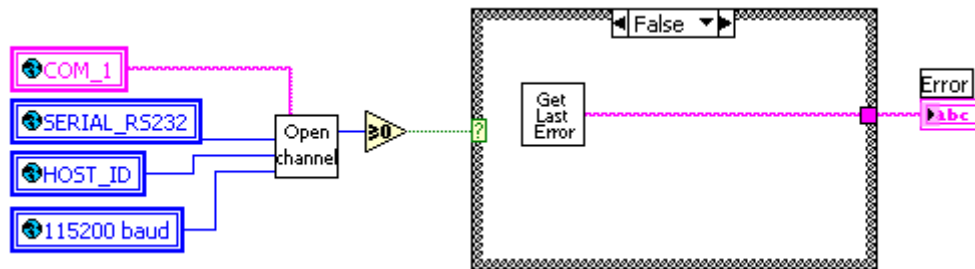 False
COM_1
SERIAL_RS232
HOST_ID
115200 baud
Open
channel
≥0
?
Get
Last
Error
Error
abc